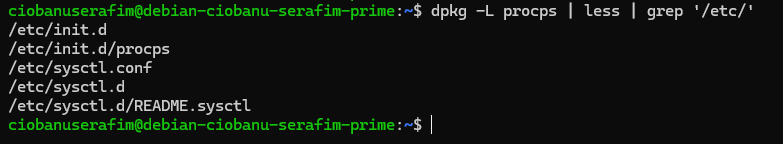 ciobanuserafim@debian-ciobanu-serafim-prime:~$ dpkg -L procps | less | grep '/etc/'
/etc/init.d
/etc/init.d/procps
/etc/sysctl.conf
/etc/sysctl.d
/etc/sysctl.d/README.sysctl
ciobanuserafim@debian-ciobanu-serafim-prime:~$